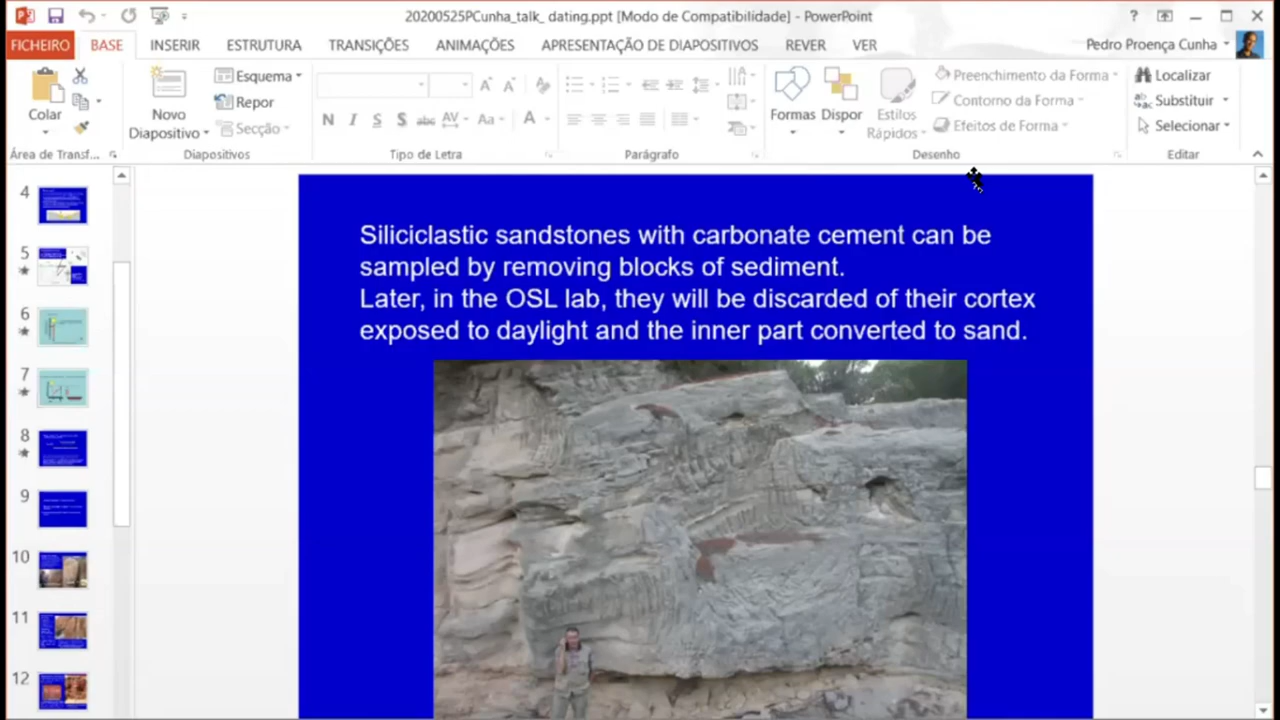 20200525PCunha_talk_ dating.ppt [Modo de Compatibilidade] - PowerPoint
FICHEIRO BASE INSERIR ESTRUTURA TRANSIÇÕES ANIMAÇÕES APRESENTAÇÃO DE DIAPOSITIVOS REVER VER Pedro Proença Cunha
Colar
Novo
Diapositivo
Esquema
Repor
Secção
Formas
Dispor
Estilos
Rápidos
Preenchimento da Forma
Contorno da Forma
Efeitos de Forma
Localizar
Substituir
Selecionar
Área de Transf... Diapositivos Tipo de Letra Parágrafo Desenho Editar
4
5
6
7
8
9
10
11
12
Siliciclastic sandstones with carbonate cement can be
sampled by removing blocks of sediment.
Later, in the OSL lab, they will be discarded of their cortex
exposed to daylight and the inner part converted to sand.